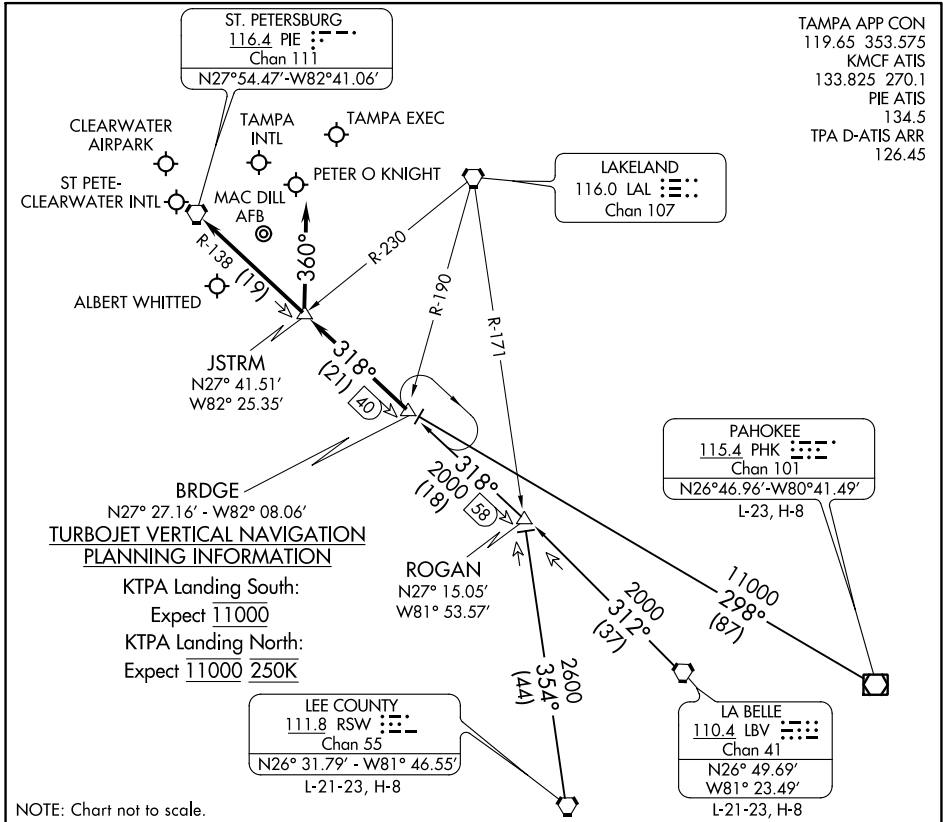 ST. PETERSBURG
116.4 PIE
Chan 111
N27°54.47'-W82°41.06'
TAMPA APP CON
119.65 353.575
KMCF ATIS
133.825 270.1
PIE ATIS
134.5
TPA D-ATIS ARR
126.45
CLEARWATER
AIRPARK
TAMPA
INTL
TAMPA EXEC
PETER O KNIGHT
ST PETE-
CLEARWATER INTL
MAC DILL
AFB
LAKELAND
116.0 LAL
Chan 107
R-138
(19)
360°
R-230
R-190
R-171
ALBERT WHITTED
JSTRM
N27° 41.51'
W82° 25.35'
318°
(21)
40
BRDGE
N27° 27.16' - W82° 08.06'
318°
2000
(18)
58
PAHOKEE
115.4 PHK
Chan 101
N26°46.96'-W80°41.49'
L-23, H-8
TURBOJET VERTICAL NAVIGATION
PLANNING INFORMATION
KTPA Landing South:
Expect 11000
KTPA Landing North:
Expect 11000 250K
ROGAN
N27° 15.05'
W81° 53.57'
2000
312°
(37)
11000
298°
(87)
2600
354°
(44)
LEE COUNTY
111.8 RSW
Chan 55
N26° 31.79' - W81° 46.55'
L-21-23, H-8
LA BELLE
110.4 LBV
Chan 41
N26° 49.69'
W81° 23.49'
L-21-23, H-8
NOTE: Chart not to scale.